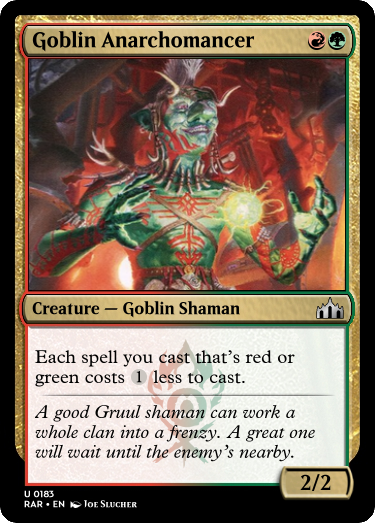 Goblin Anarchomancer
Creature — Goblin Shaman
Each spell you cast that's red or
green costs 1 less to cast.
A good Gruul shaman can work a
whole clan into a frenzy. A great one
will wait until the enemy's nearby.
2/2
U 0183
RAR • EN Joe Slucher